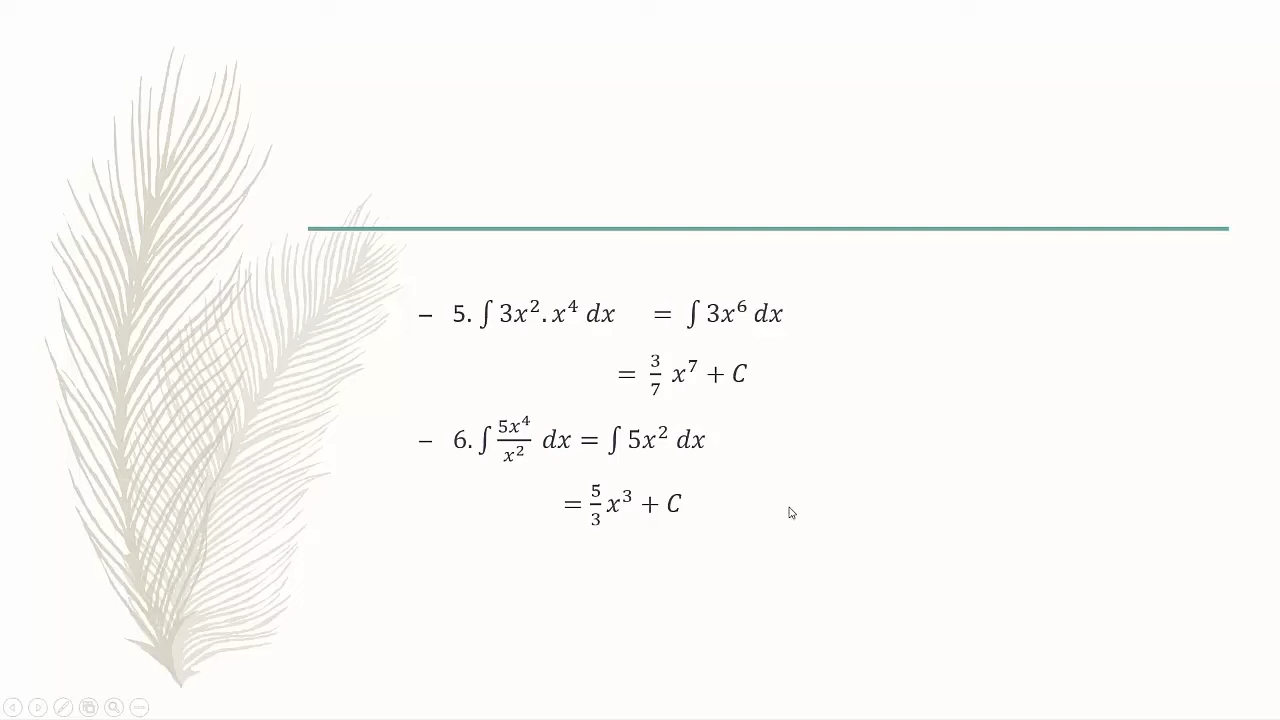 – 5. ∫ 3x². x⁴ dx = ∫ 3x⁶ dx
= 3/7 x⁷ + C
– 6. ∫ 5x⁴/x² dx = ∫ 5x² dx
= 5/3 x³ + C